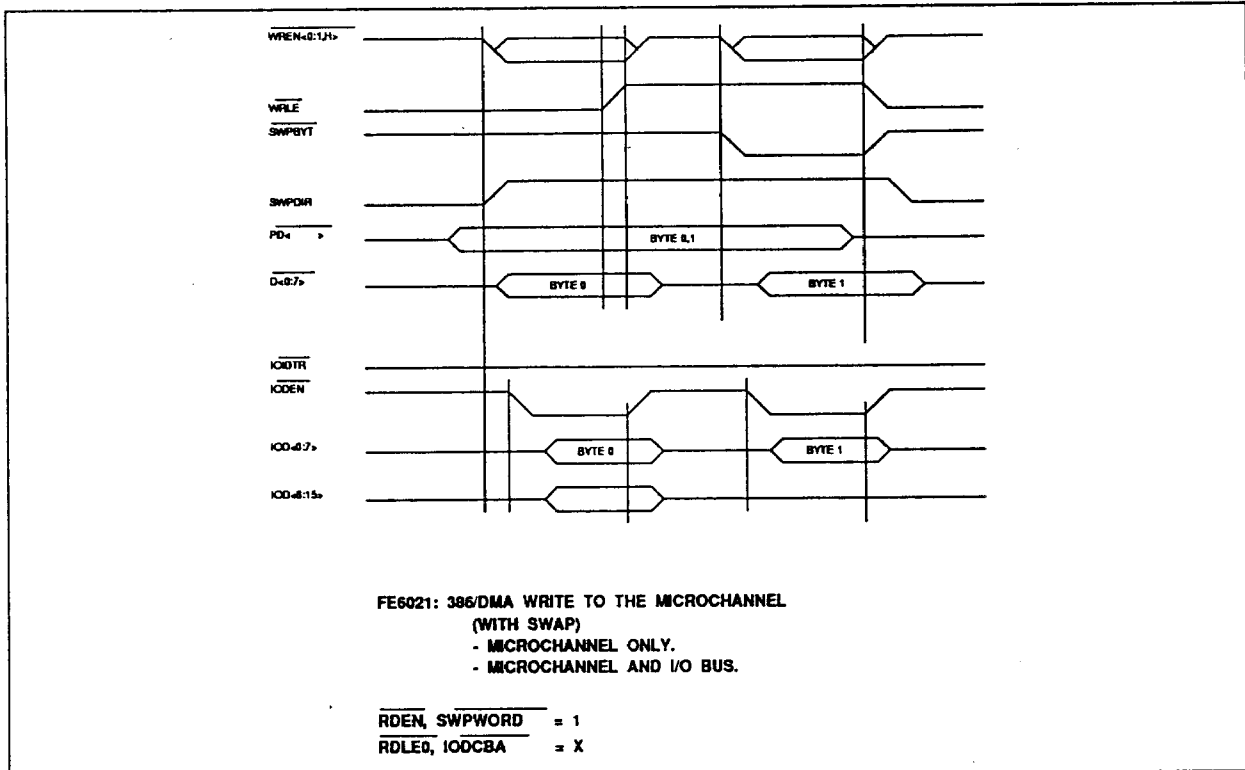 WREN<0:1,H>
WRLE
SWPBYT
SWPDIR
PD< >
BYTE 0,1
D<0:7>
BYTE 0
BYTE 1
IOIDTR
IODEN
IOD<0:7>
BYTE 0
BYTE 1
IOD<8:15>
FE6021: 386/DMA WRITE TO THE MICROCHANNEL
(WITH SWAP)
- MICROCHANNEL ONLY.
- MICROCHANNEL AND I/O BUS.
RDEN, SWPWORD = 1
RDLE0, IODCBA = X